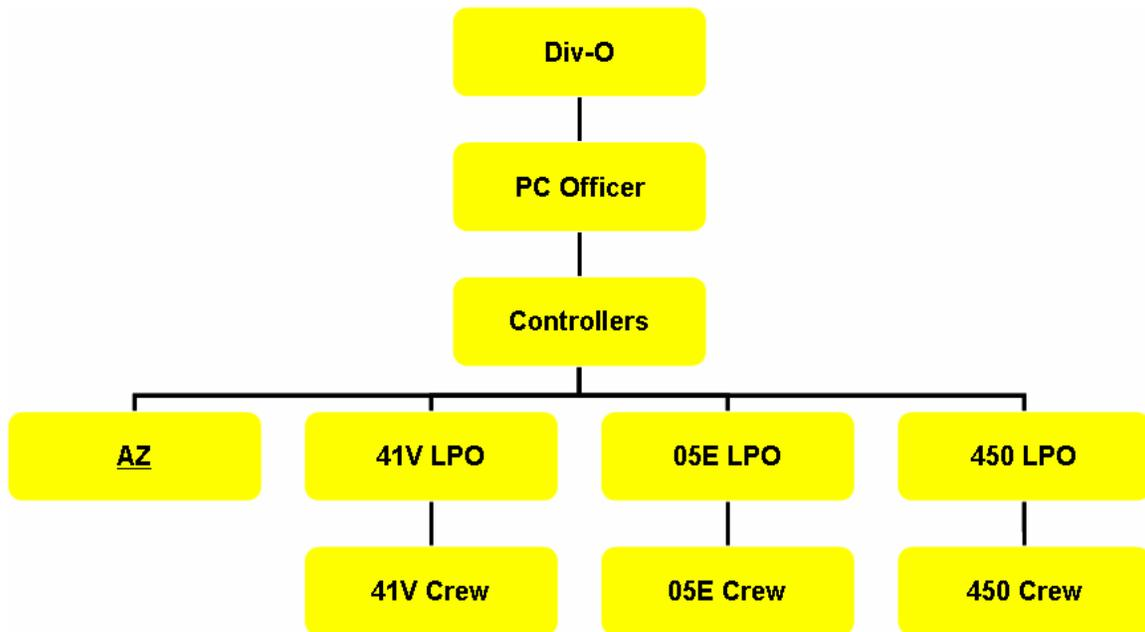 Div-O
PC Officer
Controllers
AZ
41V LPO
05E LPO
450 LPO
41V Crew
05E Crew
450 Crew